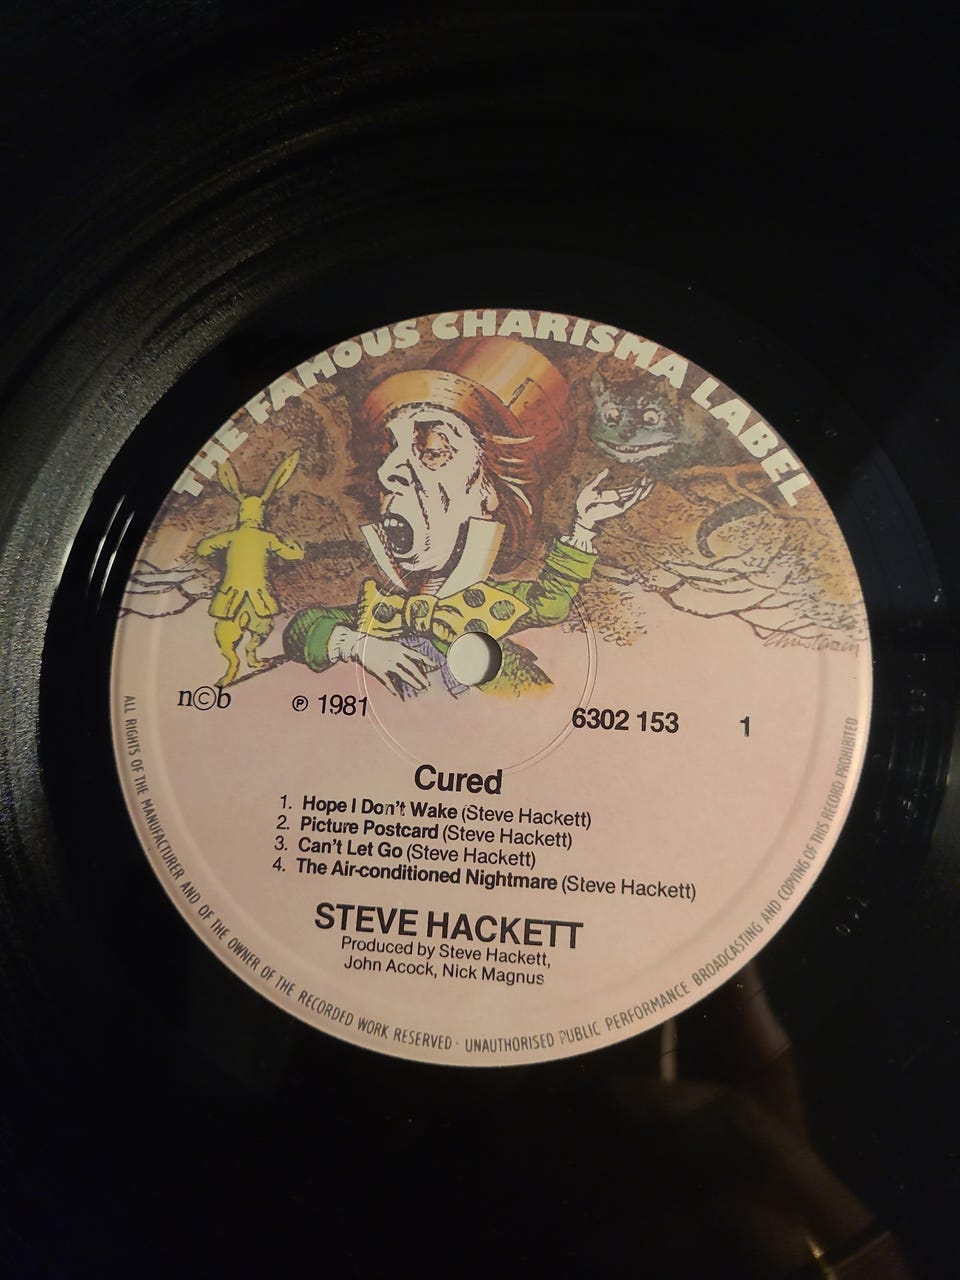 THE FAMOUS CHARISMA LABEL
n©b ℗ 1981 6302 153 1
Cured
1. Hope I Don't Wake (Steve Hackett)
2. Picture Postcard (Steve Hackett)
3. Can't Let Go (Steve Hackett)
4. The Air-conditioned Nightmare (Steve Hackett)
STEVE HACKETT
Produced by Steve Hackett,
John Acock, Nick Magnus
ALL RIGHTS OF THE MANUFACTURER AND OF THE OWNER OF THE RECORDED WORK RESERVED · UNAUTHORISED PUBLIC PERFORMANCE BROADCASTING AND COPYING OF THIS RECORD PROHIBITED